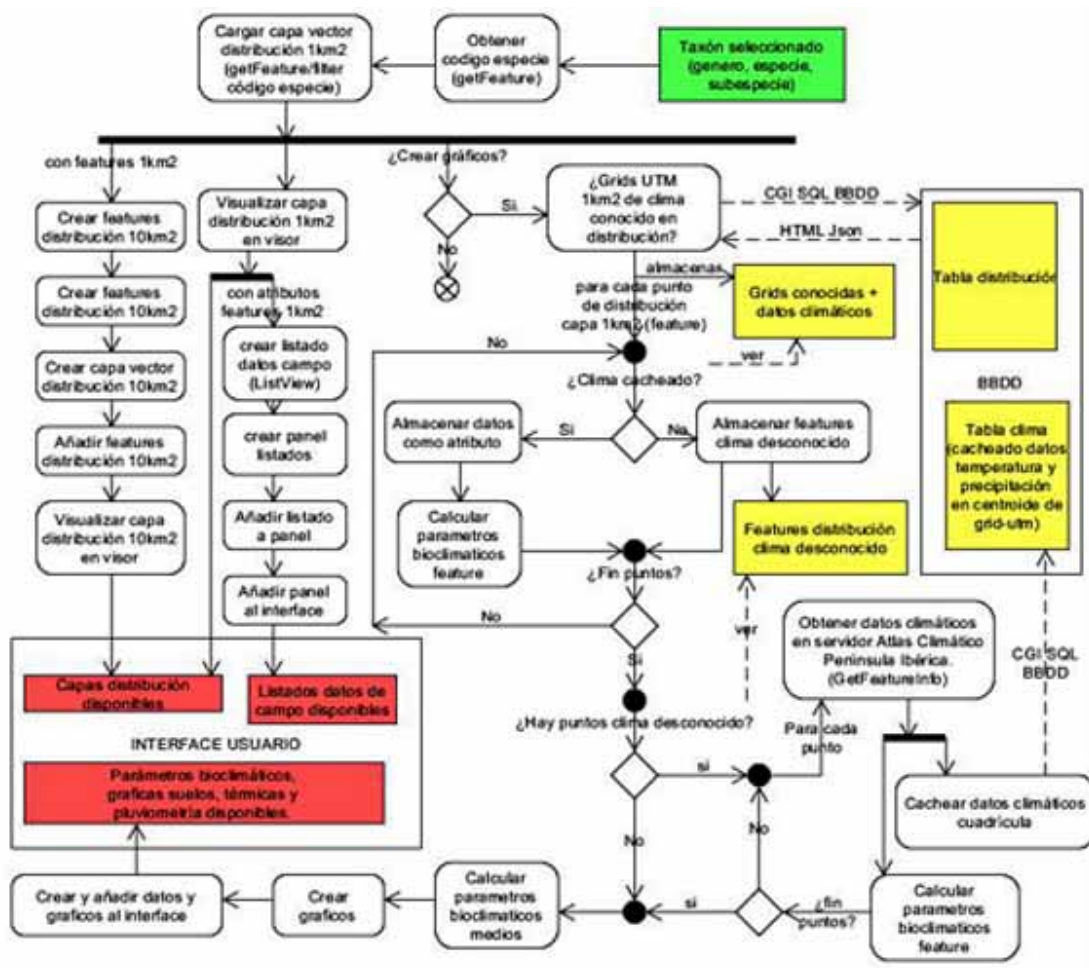 Cargar capa vector
distribución 1km2
(getFeature/filter
código especie)
Obtener
codigo especie
(getFeature)
Taxón seleccionado
(genero, especie,
subespecie)
con features 1km2
¿Crear gráficos?
Crear features
distribución 10km2
Crear features
distribución 10km2
Crear capa vector
distribución 10km2
Añadir features
distribución 10km2
Visualizar capa
distribución 10km2
en visor
Visualizar capa
distribución 1km2
en visor
con atributos
features 1km2
crear listado
datos campo
(ListView)
crear panel
listados
Añadir listado
a panel
Añadir panel
al interface
Si
No
¿Grids UTM
1km2 de clima
conocido en
distribución?
CGI SQL BBDD
HTML Json
almacenas
para cada punto
de distribución
capa 1km2 (feature)
Grids conocidas +
datos climáticos
ver
Tabla distribución
BBDD
Tabla clima
(cacheado datos
temperatura y
precipitación
en centroide de
grid-utm)
No
¿Clima cacheado?
Almacenar datos
como atributo
Si
No
Almacenar features
clima desconocido
Calcular
parametros
bioclimaticos
feature
Features distribución
clima desconocido
¿Fin puntos?
No
Si
ver
Obtener datos climáticos
en servidor Atlas Climático
Peninsula Ibérica.
(GetFeatureInfo)
CGI SQL
BBDD
Capas distribución
disponibles
Listados datos de
campo disponibles
INTERFACE USUARIO
Parámetros bioclimáticos,
graficas suelos, térmicas y
pluviometría disponibles.
¿Hay puntos clima desconocido?
Para cada
punto
si
No
No
Cachear datos climáticos
cuadrícula
Crear y añadir datos y
graficos al interface
Crear
graficos
Calcular
parametros
bioclimaticos
medios
si
¿fin
puntos?
Calcular
parametros
bioclimaticos
feature